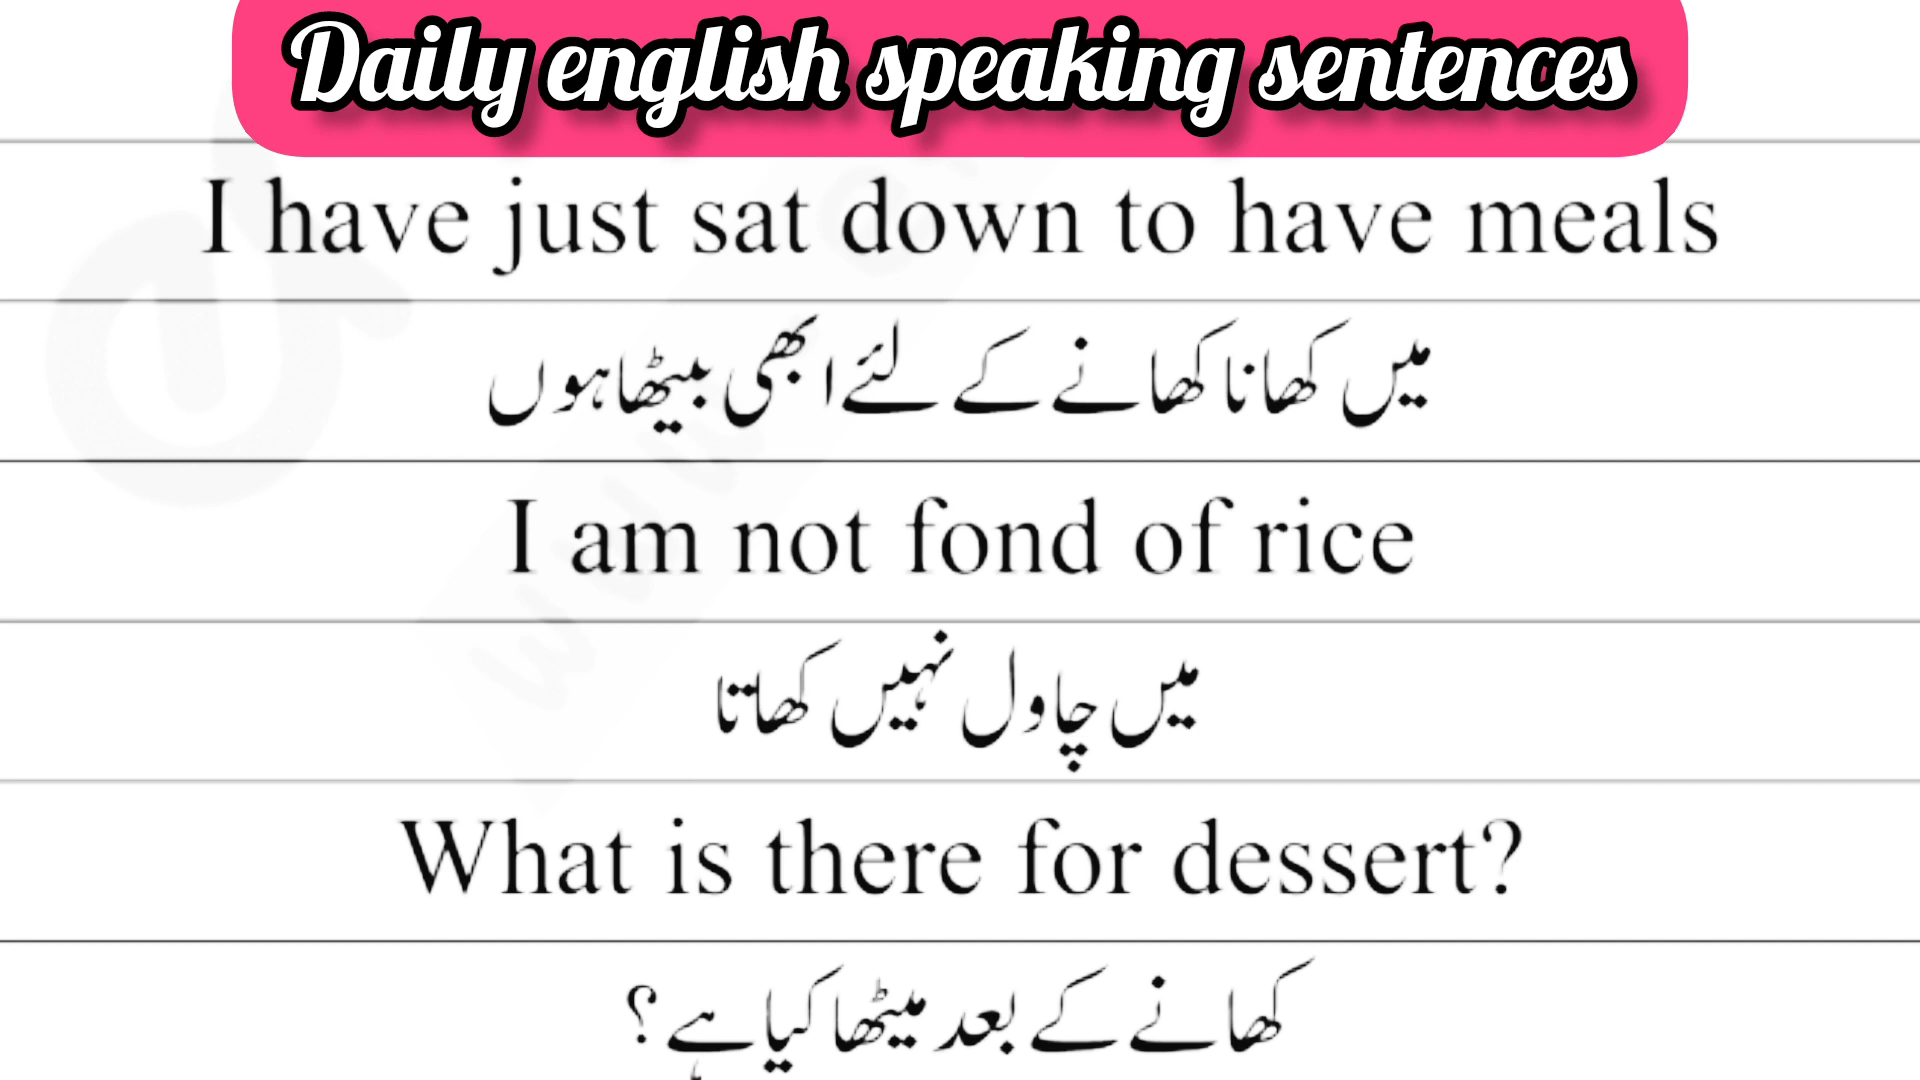 Daily english speaking sentences
I have just sat down to have meals
میں کھانا کھانے کے لئے ابھی بیٹھا ہوں
I am not fond of rice
میں چاول نہیں کھاتا
What is there for dessert?
کھانے کے بعد میٹھا کیا ہے؟